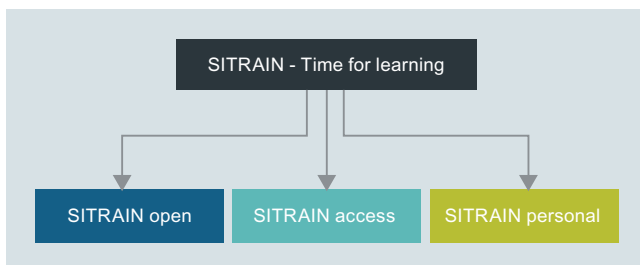 SITRAIN - Time for learning
SITRAIN open
SITRAIN access
SITRAIN personal